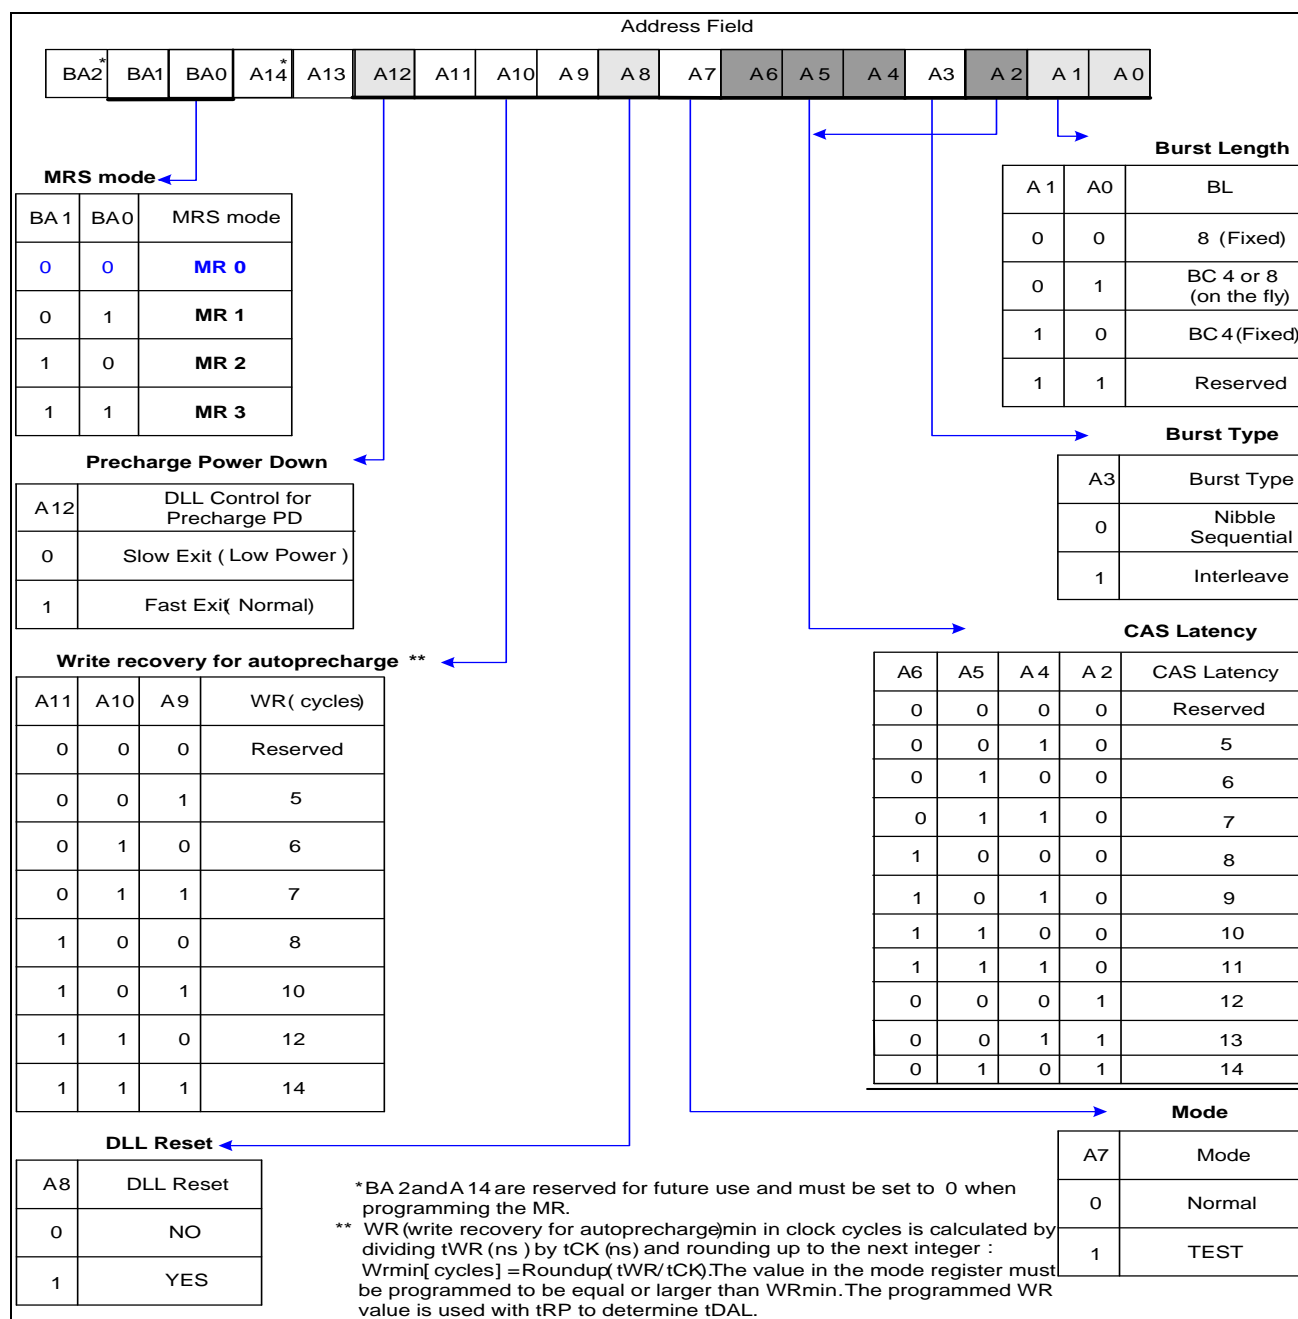 Address Field
BA2* BA1 BA0 A14* A13 A12 A11 A10 A9 A8 A7 A6 A5 A4 A3 A2 A1 A0
MRS mode
BA1 BA0 MRS mode
0 0 MR 0
0 1 MR 1
1 0 MR 2
1 1 MR 3
Burst Length
A1 A0 BL
0 0 8 (Fixed)
0 1 BC 4 or 8
(on the fly)
1 0 BC 4 (Fixed)
1 1 Reserved
Precharge Power Down
A12 DLL Control for
Precharge PD
0 Slow Exit (Low Power)
1 Fast Exit( Normal)
Burst Type
A3 Burst Type
0 Nibble
Sequential
1 Interleave
Write recovery for autoprecharge **
A11 A10 A9 WR( cycles)
0 0 0 Reserved
0 0 1 5
0 1 0 6
0 1 1 7
1 0 0 8
1 0 1 10
1 1 0 12
1 1 1 14
CAS Latency
A6 A5 A4 A2 CAS Latency
0 0 0 0 Reserved
0 0 1 0 5
0 1 0 0 6
0 1 1 0 7
1 0 0 0 8
1 0 1 0 9
1 1 0 0 10
1 1 1 0 11
0 0 0 1 12
0 0 1 1 13
0 1 0 1 14
DLL Reset
A8 DLL Reset
0 NO
1 YES
Mode
A7 Mode
0 Normal
1 TEST
*BA 2 and A 14 are reserved for future use and must be set to 0 when
programming the MR.
** WR (write recovery for autoprecharge)min in clock cycles is calculated by
dividing tWR (ns ) by tCK (ns) and rounding up to the next integer :
Wrmin[ cycles] =Roundup( tWR/ tCK).The value in the mode register must
be programmed to be equal or larger than WRmin.The programmed WR
value is used with tRP to determine tDAL.